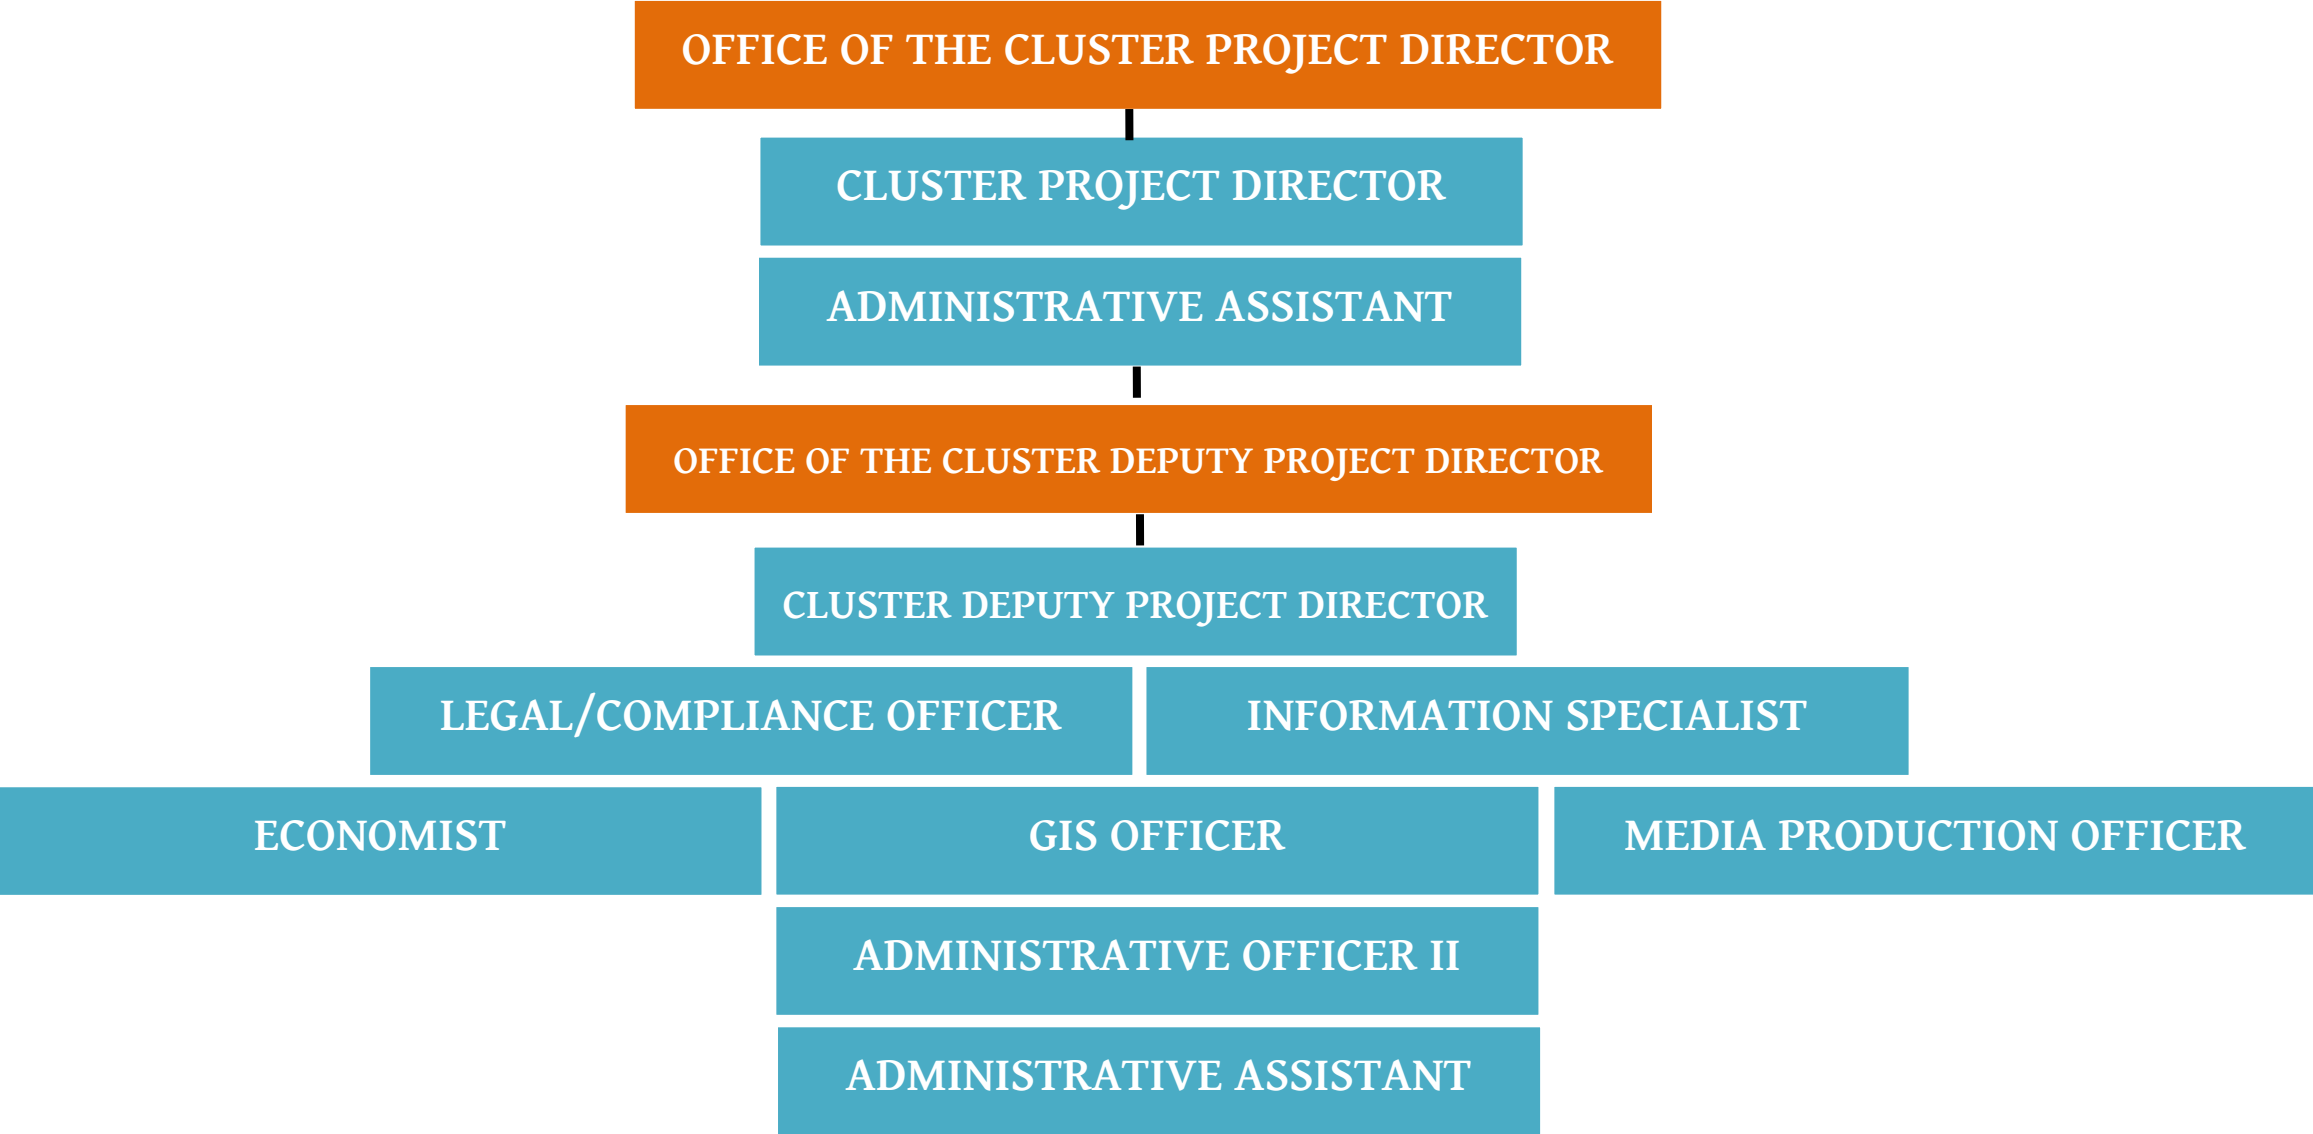 OFFICE OF THE CLUSTER PROJECT DIRECTOR
CLUSTER PROJECT DIRECTOR
ADMINISTRATIVE ASSISTANT
OFFICE OF THE CLUSTER DEPUTY PROJECT DIRECTOR
CLUSTER DEPUTY PROJECT DIRECTOR
LEGAL/COMPLIANCE OFFICER
INFORMATION SPECIALIST
ECONOMIST
GIS OFFICER
MEDIA PRODUCTION OFFICER
ADMINISTRATIVE OFFICER II
ADMINISTRATIVE ASSISTANT